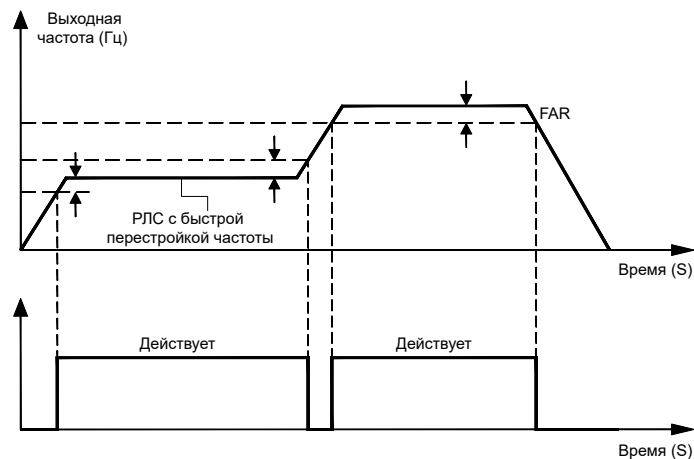 Выходная
частота (Гц)
FAR
РЛС с быстрой
перестройкой частоты
Время (S)
Действует
Действует
Время (S)